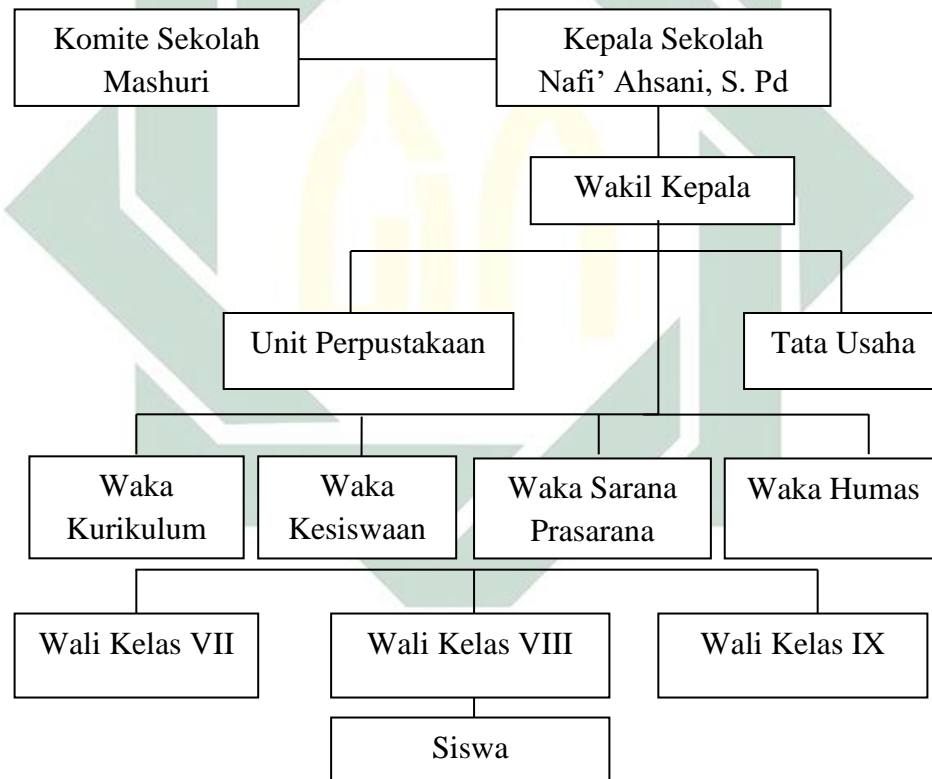 Komite Sekolah
Mashuri
Kepala Sekolah
Nafi’ Ahsani, S. Pd
Wakil Kepala
Unit Perpustakaan
Tata Usaha
Waka
Kurikulum
Waka
Kesiswaan
Waka Sarana
Prasarana
Waka Humas
Wali Kelas VII
Wali Kelas VIII
Wali Kelas IX
Siswa